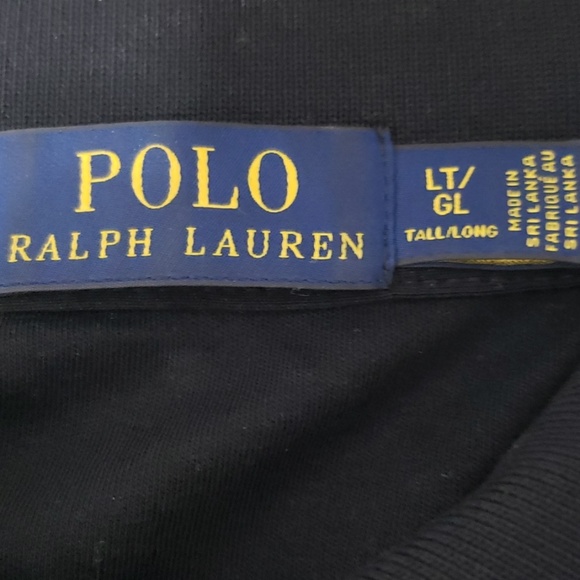 POLO
RALPH LAUREN
LT/
GL
TALL/LONG
MADE IN
SRI LANKA
FABRIQUÉ AU
SRI LANKA